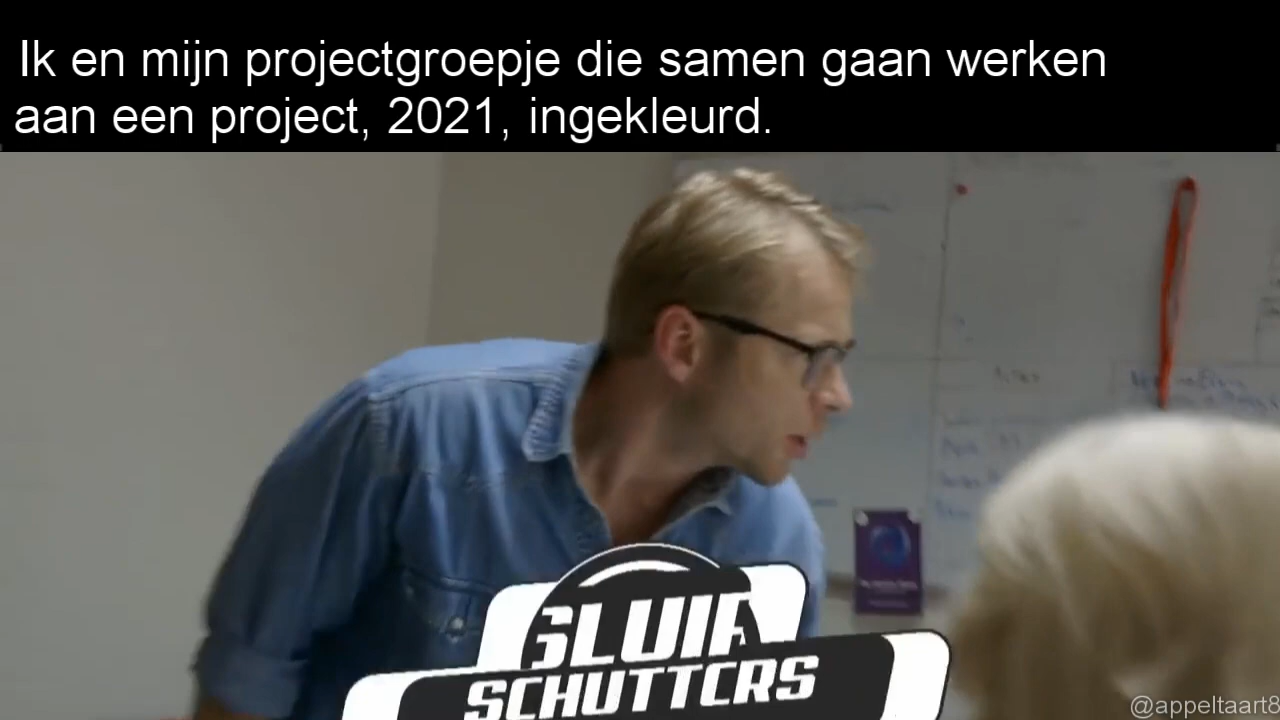 Ik en mijn projectgroepje die samen gaan werken
aan een project, 2021, ingekleurd.
SLUIP
SCHUTTERS
@appeltaart8